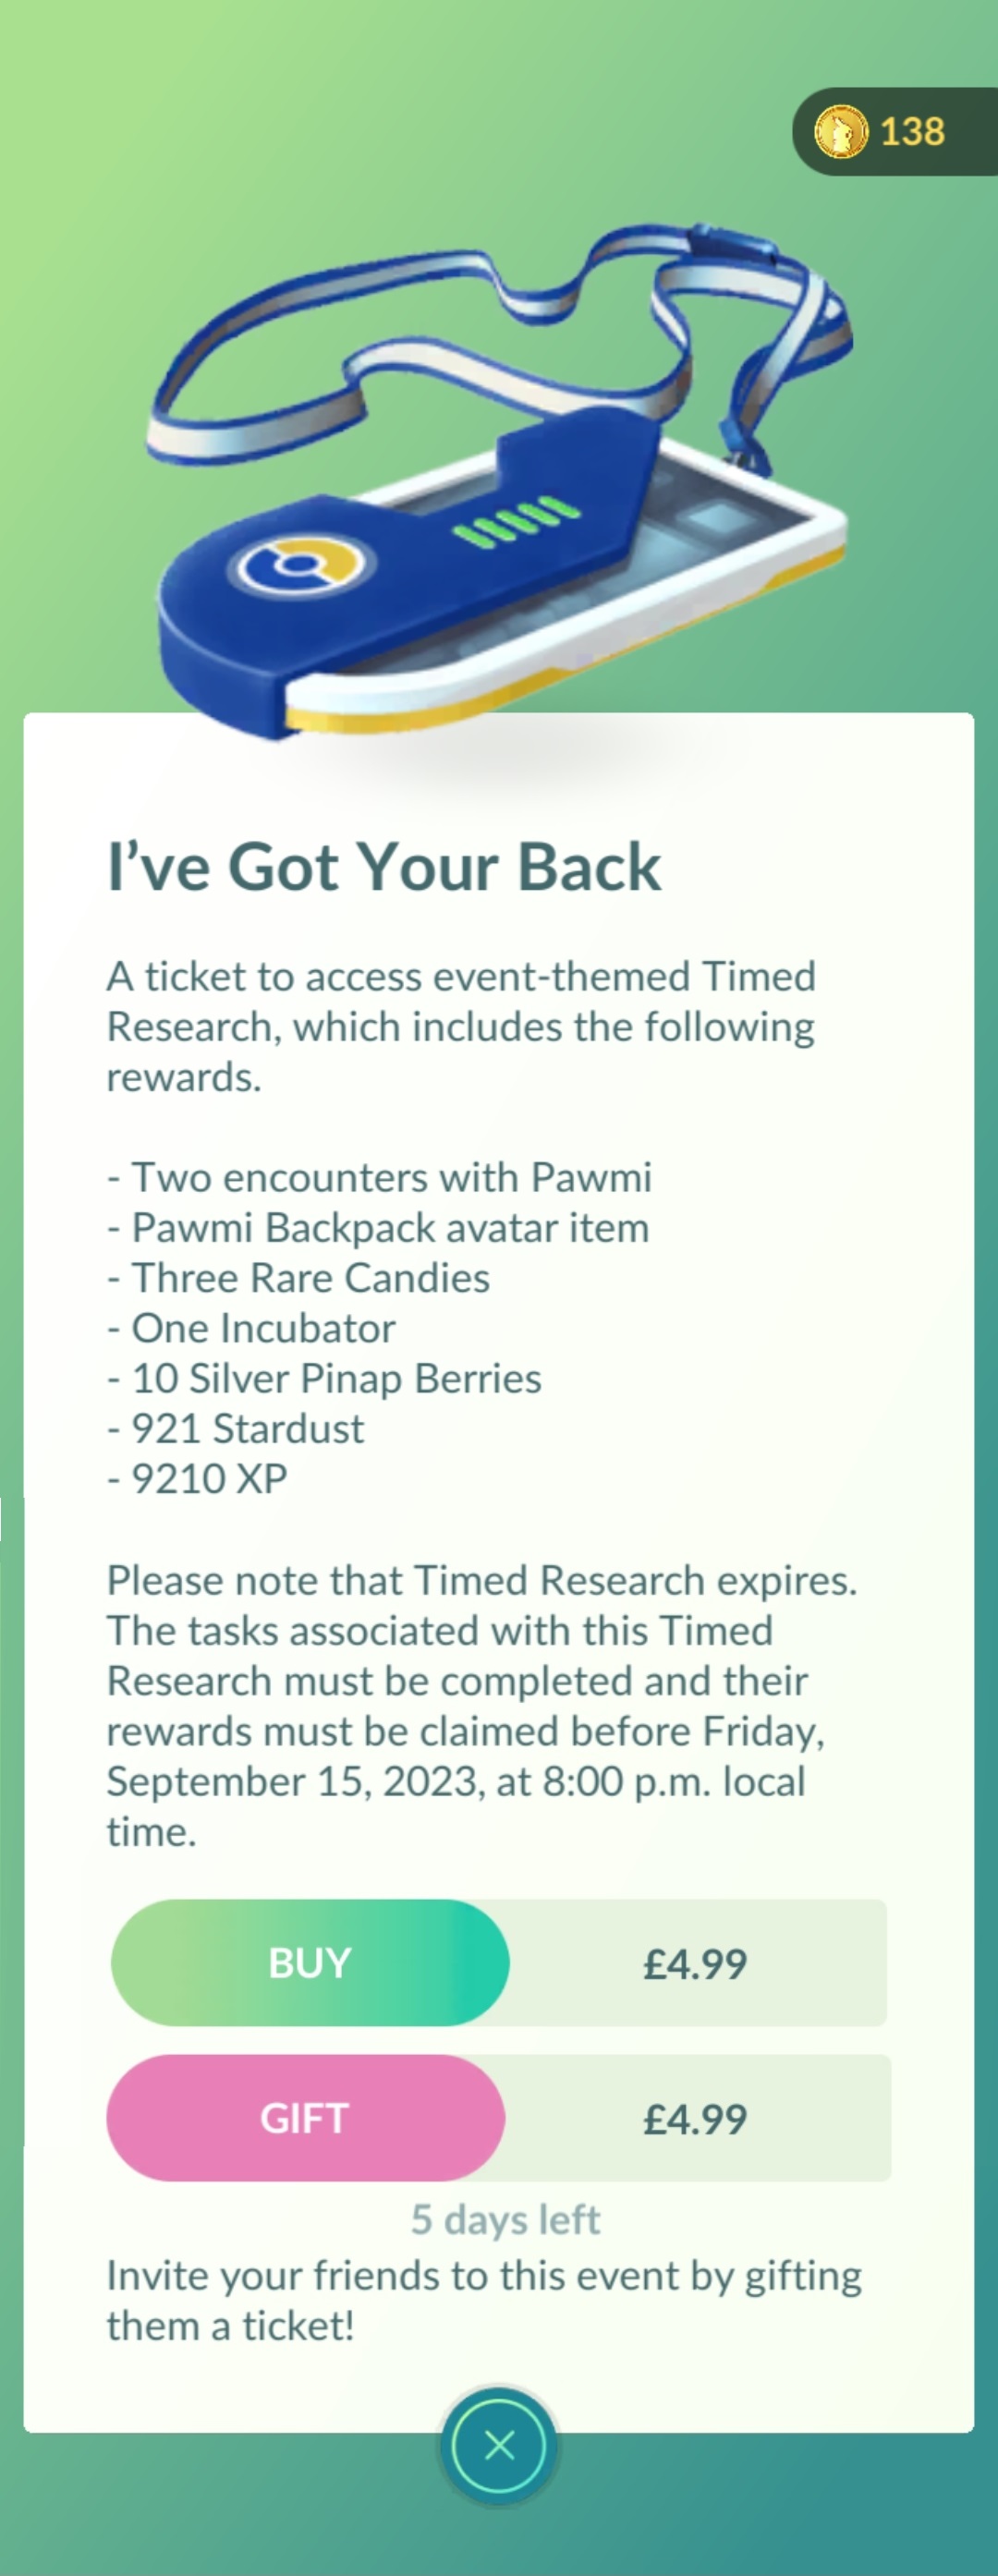 138
I’ve Got Your Back
A ticket to access event-themed Timed
Research, which includes the following
rewards.
- Two encounters with Pawmi
- Pawmi Backpack avatar item
- Three Rare Candies
- One Incubator
- 10 Silver Pinap Berries
- 921 Stardust
- 9210 XP
Please note that Timed Research expires.
The tasks associated with this Timed
Research must be completed and their
rewards must be claimed before Friday,
September 15, 2023, at 8:00 p.m. local
time.
BUY £4.99
GIFT £4.99
5 days left
Invite your friends to this event by gifting
them a ticket!